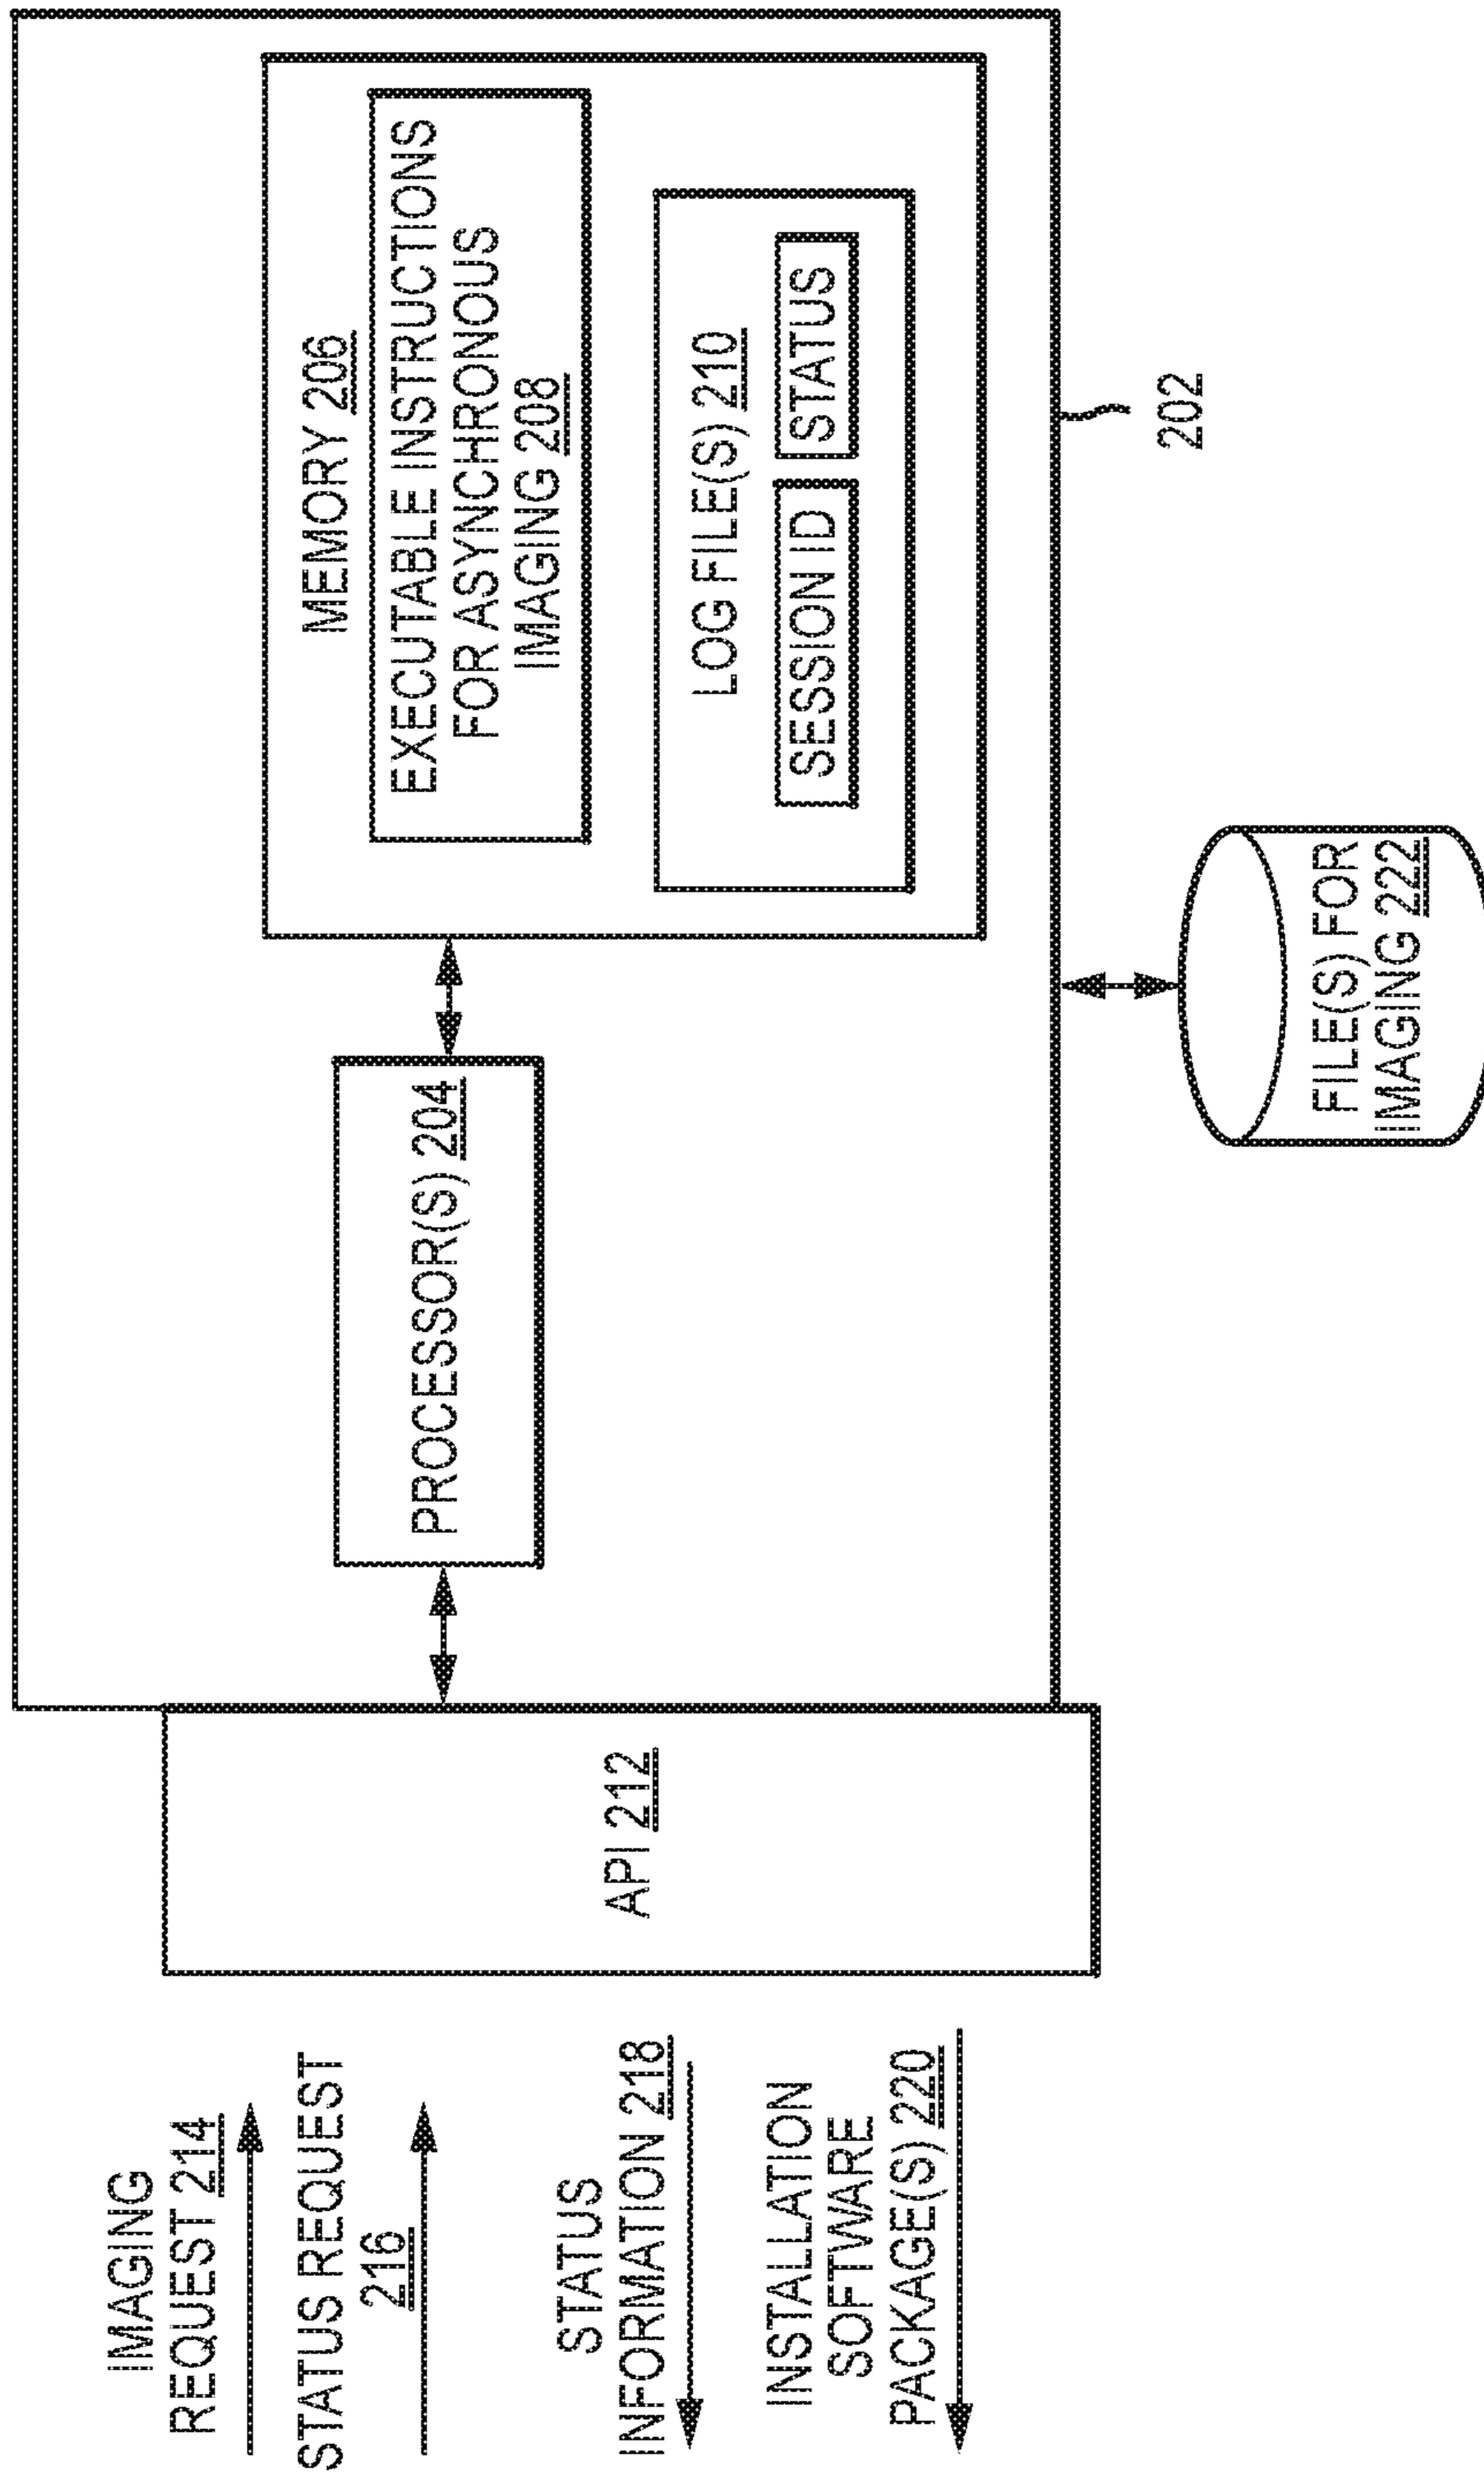 IMAGING
REQUEST 214
STATUS REQUEST
216
STATUS
INFORMATION 218
INSTALLATION
SOFTWARE
PACKAGE(S) 220
API 212
PROCESSOR(S) 204
MEMORY 206
EXECUTABLE INSTRUCTIONS
FOR ASYNCHRONOUS
IMAGING 208
LOG FILE(S) 210
SESSION ID
STATUS
202
FILE(S) FOR
IMAGING 222